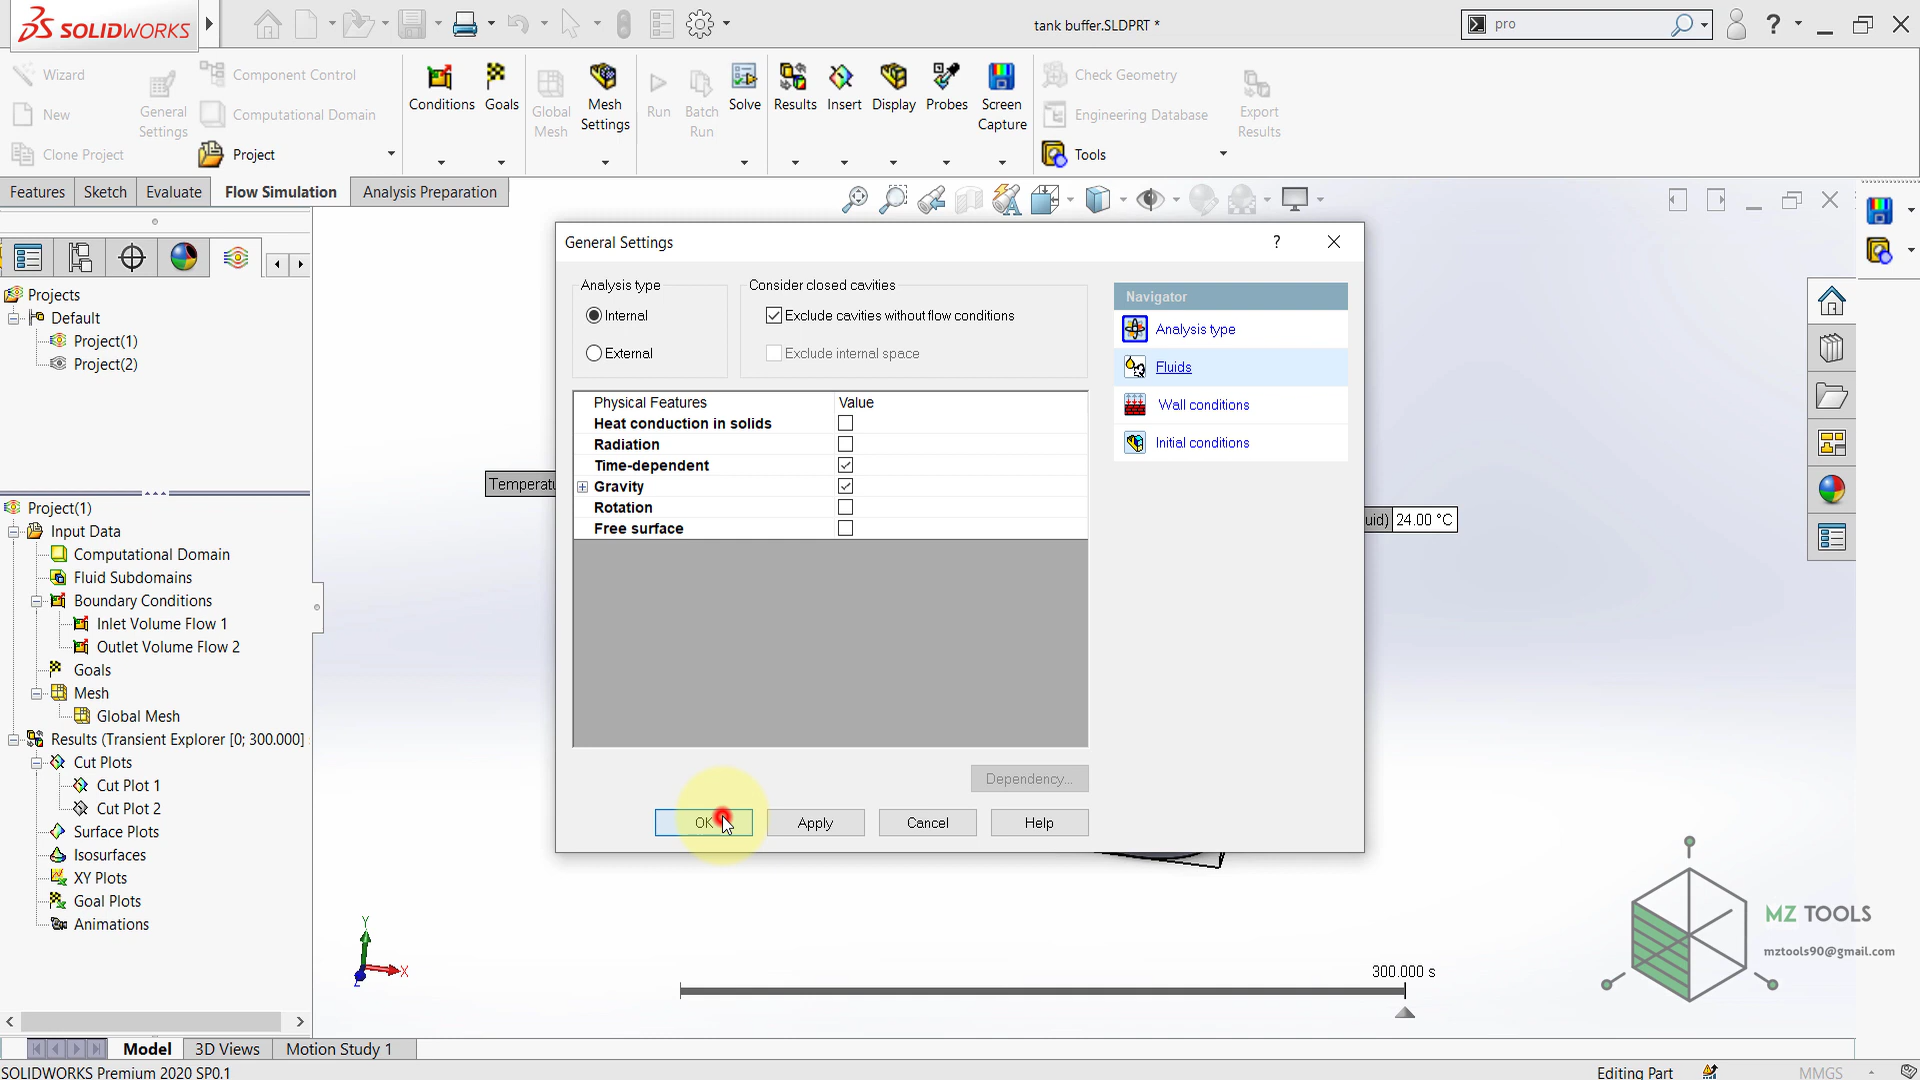 SOLIDWORKS
tank buffer.SLDPRT *
pro
?
Wizard
New
Clone Project
General
Settings
Component Control
Computational Domain
Project
Conditions
Goals
Global
Mesh
Mesh
Settings
Run
Batch
Run
Solve
Results
Insert
Display
Probes
Screen
Capture
Check Geometry
Engineering Database
Tools
Export
Results
Features
Sketch
Evaluate
Flow Simulation
Analysis Preparation
Projects
Default
Project(1)
Project(2)
Project(1)
Input Data
Computational Domain
Fluid Subdomains
Boundary Conditions
Inlet Volume Flow 1
Outlet Volume Flow 2
Goals
Mesh
Global Mesh
Results (Transient Explorer [0; 300.000]
Cut Plots
Cut Plot 1
Cut Plot 2
Surface Plots
Isosurfaces
XY Plots
Goal Plots
Animations
General Settings
?
Analysis type
Internal
External
Consider closed cavities
Exclude cavities without flow conditions
Exclude internal space
Physical Features
Value
Heat conduction in solids
Radiation
Time-dependent
Gravity
Rotation
Free surface
Dependency...
OK
Apply
Cancel
Help
Navigator
Analysis type
Fluids
Wall conditions
Initial conditions
Temperatu
uid) 24.00 °C
Y
X
Z
300.000 s
MZ TOOLS
mztools90@gmail.com
Model
3D Views
Motion Study 1
SOLIDWORKS Premium 2020 SP0.1
Editing Part
MMGS